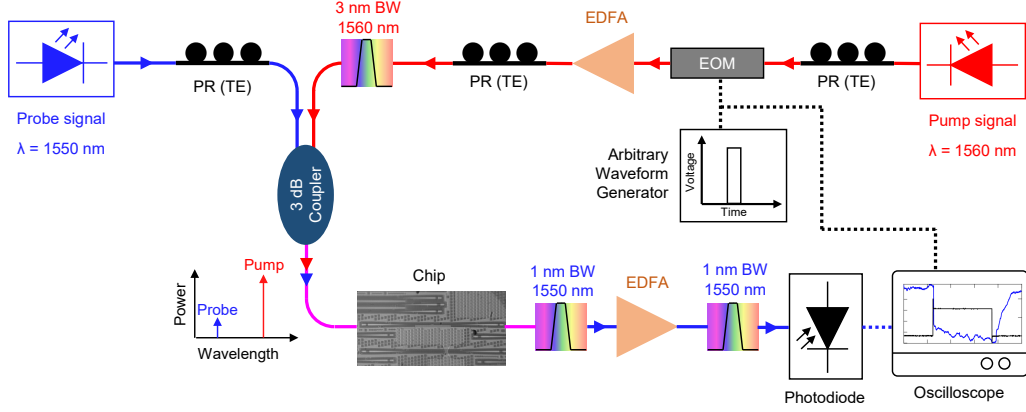 3 nm BW
1560 nm
EDFA
EOM
PR (TE)
PR (TE)
PR (TE)
Probe signal
λ = 1550 nm
Pump signal
λ = 1560 nm
Arbitrary
Waveform
Generator
Voltage
Time
3 dB
Coupler
Power
Pump
Probe
Wavelength
Chip
1 nm BW
1550 nm
EDFA
1 nm BW
1550 nm
Photodiode
Oscilloscope